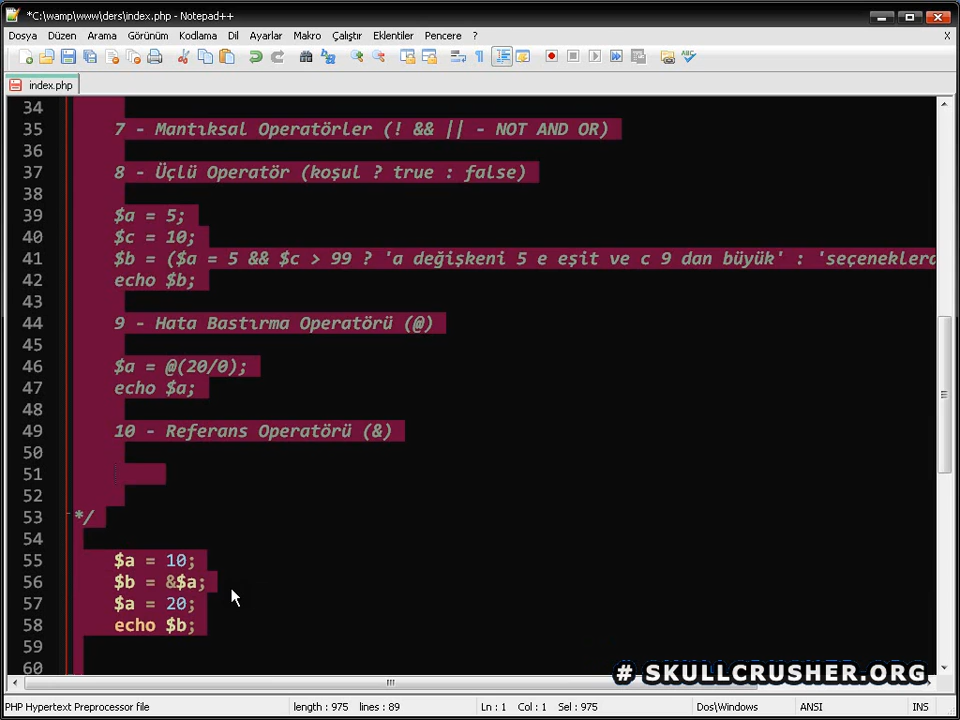 *C:\wamp\www\ders\index.php - Notepad++
Dosya Düzen Arama Görünüm Kodlama Dil Ayarlar Makro Çalıştır Eklentiler Pencere ? X
index.php
34
35 7 - Mantıksal Operatörler (! && || - NOT AND OR)
36
37 8 - Üçlü Operatör (koşul ? true : false)
38
39 $a = 5;
40 $c = 10;
41 $b = ($a = 5 && $c > 99 ? 'a değişkeni 5 e eşit ve c 9 dan büyük' : 'seçeneklerd
42 echo $b;
43
44 9 - Hata Bastırma Operatörü (@)
45
46 $a = @(20/0);
47 echo $a;
48
49 10 - Referans Operatörü (&)
50
51
52
53 */
54
55 $a = 10;
56 $b = &$a;
57 $a = 20;
58 echo $b;
59
60
# SKULLCRUSHER.ORG
PHP Hypertext Preprocessor file length : 975 lines : 89 Ln : 1 Col : 1 Sel : 975 Dos\Windows ANSI INS